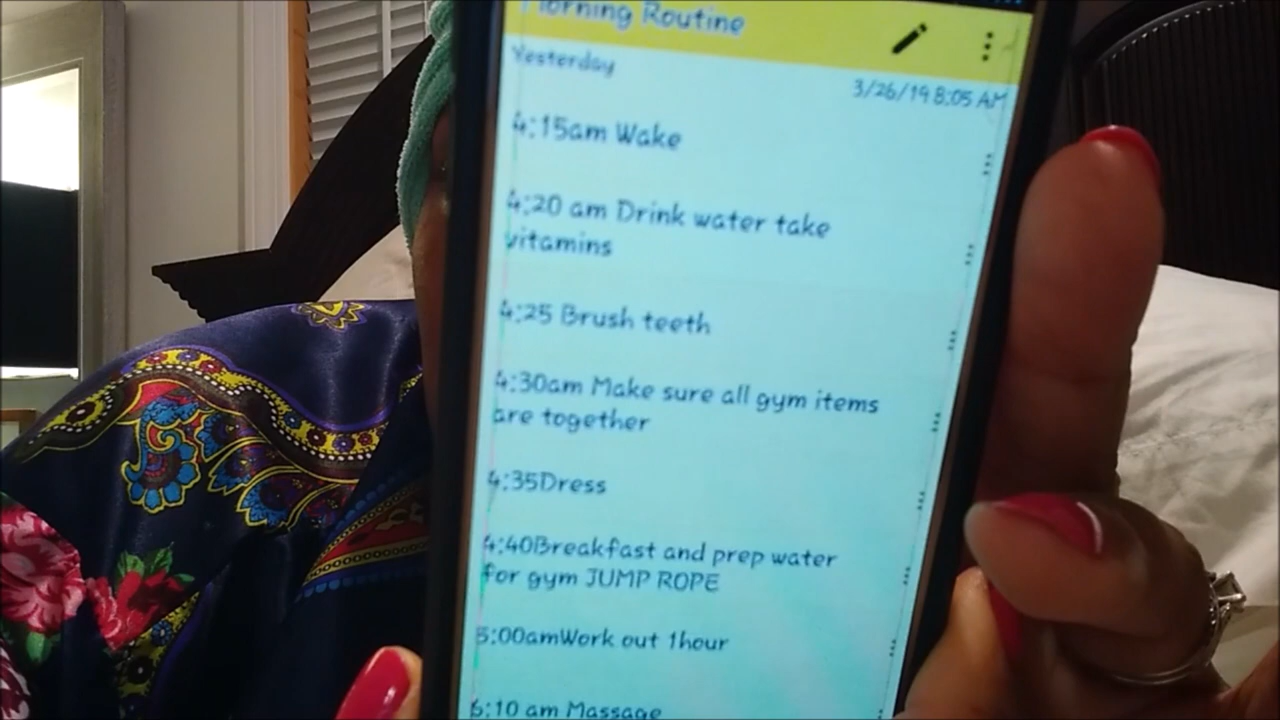 Morning Routine
Yesterday
3/26/19 8:05 AM
4:15am Wake
4:20 am Drink water take
vitamins
4:25 Brush teeth
4:30am Make sure all gym items
are together
4:35Dress
4:40Breakfast and prep water
for gym JUMP ROPE
5:00amWork out 1hour
6:10 am Massage